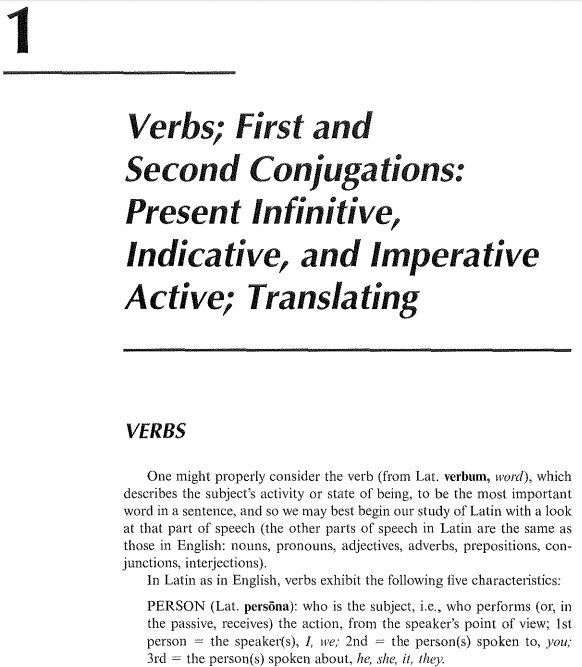 1
Verbs; First and
Second Conjugations:
Present Infinitive,
Indicative, and Imperative
Active; Translating
VERBS
One might properly consider the verb (from Lat. verbum, word), which
describes the subject's activity or state of being, to be the most important
word in a sentence, and so we may best begin our study of Latin with a look
at that part of speech (the other parts of speech in Latin are the same as
those in English: nouns, pronouns, adjectives, adverbs, prepositions, con-
junctions, interjections).
In Latin as in English, verbs exhibit the following five characteristics:
PERSON (Lat. persōna): who is the subject, i.e., who performs (or, in
the passive, receives) the action, from the speaker's point of view; 1st
person = the speaker(s), I, we; 2nd = the person(s) spoken to, you;
3rd = the person(s) spoken about, he, she, it, they.